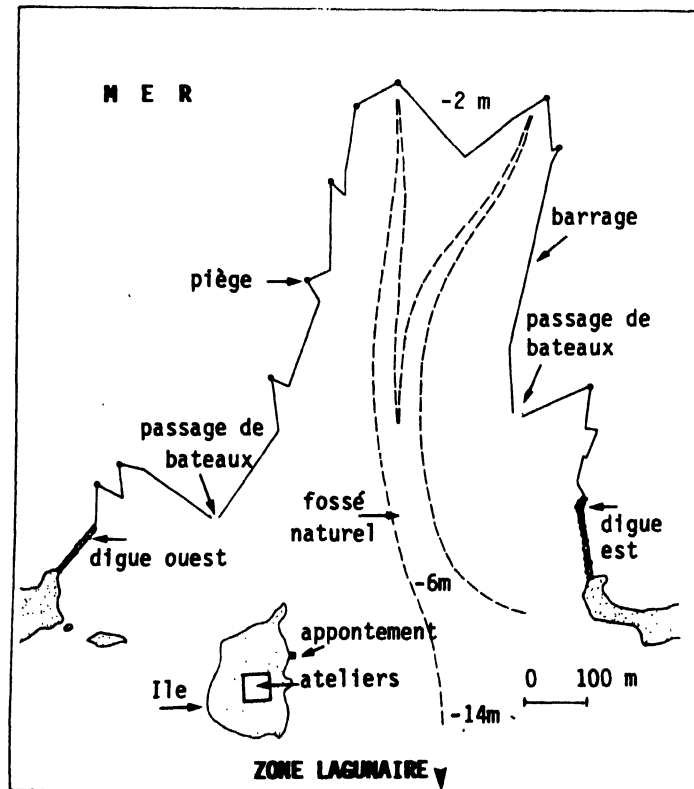 M E R
-2 m
barrage
piège
passage de
bateaux
passage de
bateaux
fossé
naturel
digue ouest
digue
est
-6m
appontement
ateliers
0 100 m
Ile
-14m
ZONE LAGUNAIRE